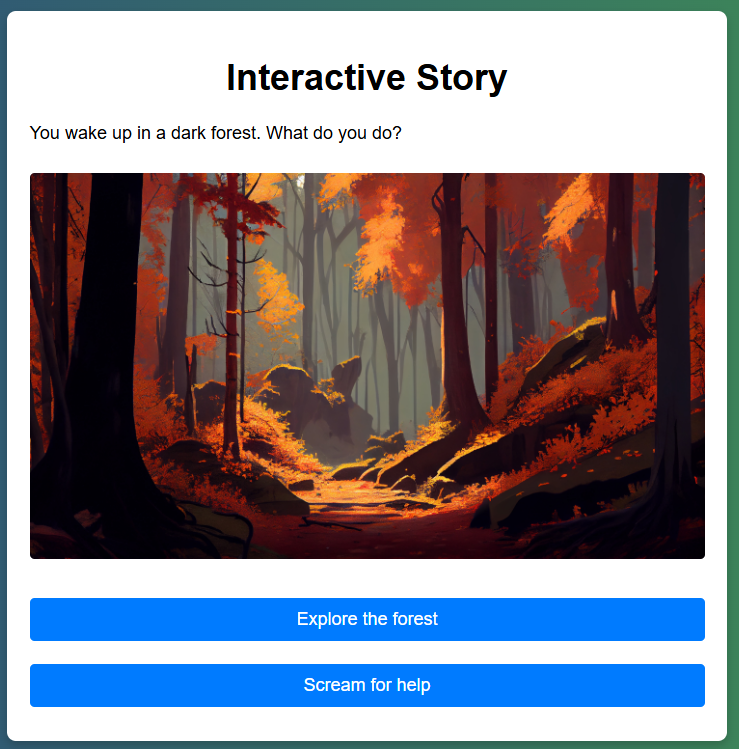 Interactive Story
You wake up in a dark forest. What do you do?
Explore the forest
Scream for help